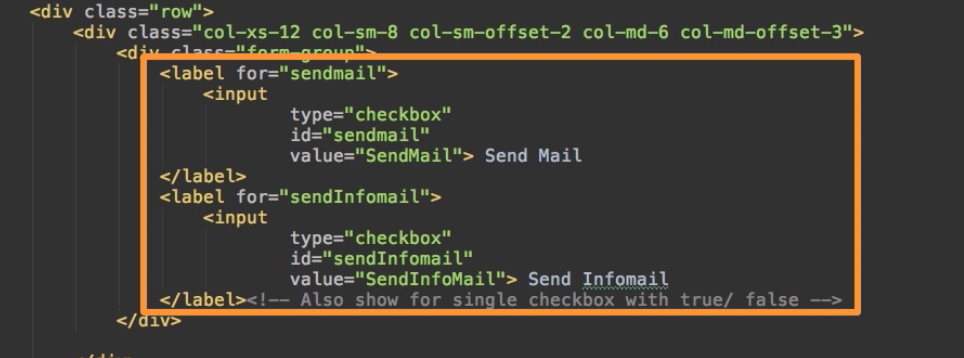 <div class="row">
<div class="col-xs-12 col-sm-8 col-sm-offset-2 col-md-6 col-md-offset-3">
<div class="form-group">
<label for="sendmail">
<input
type="checkbox"
id="sendmail"
value="SendMail"> Send Mail
</label>
<label for="sendInfomail">
<input
type="checkbox"
id="sendInfomail"
value="SendInfoMail"> Send Infomail
</label><!-- Also show for single checkbox with true/ false -->
</div>
</div>